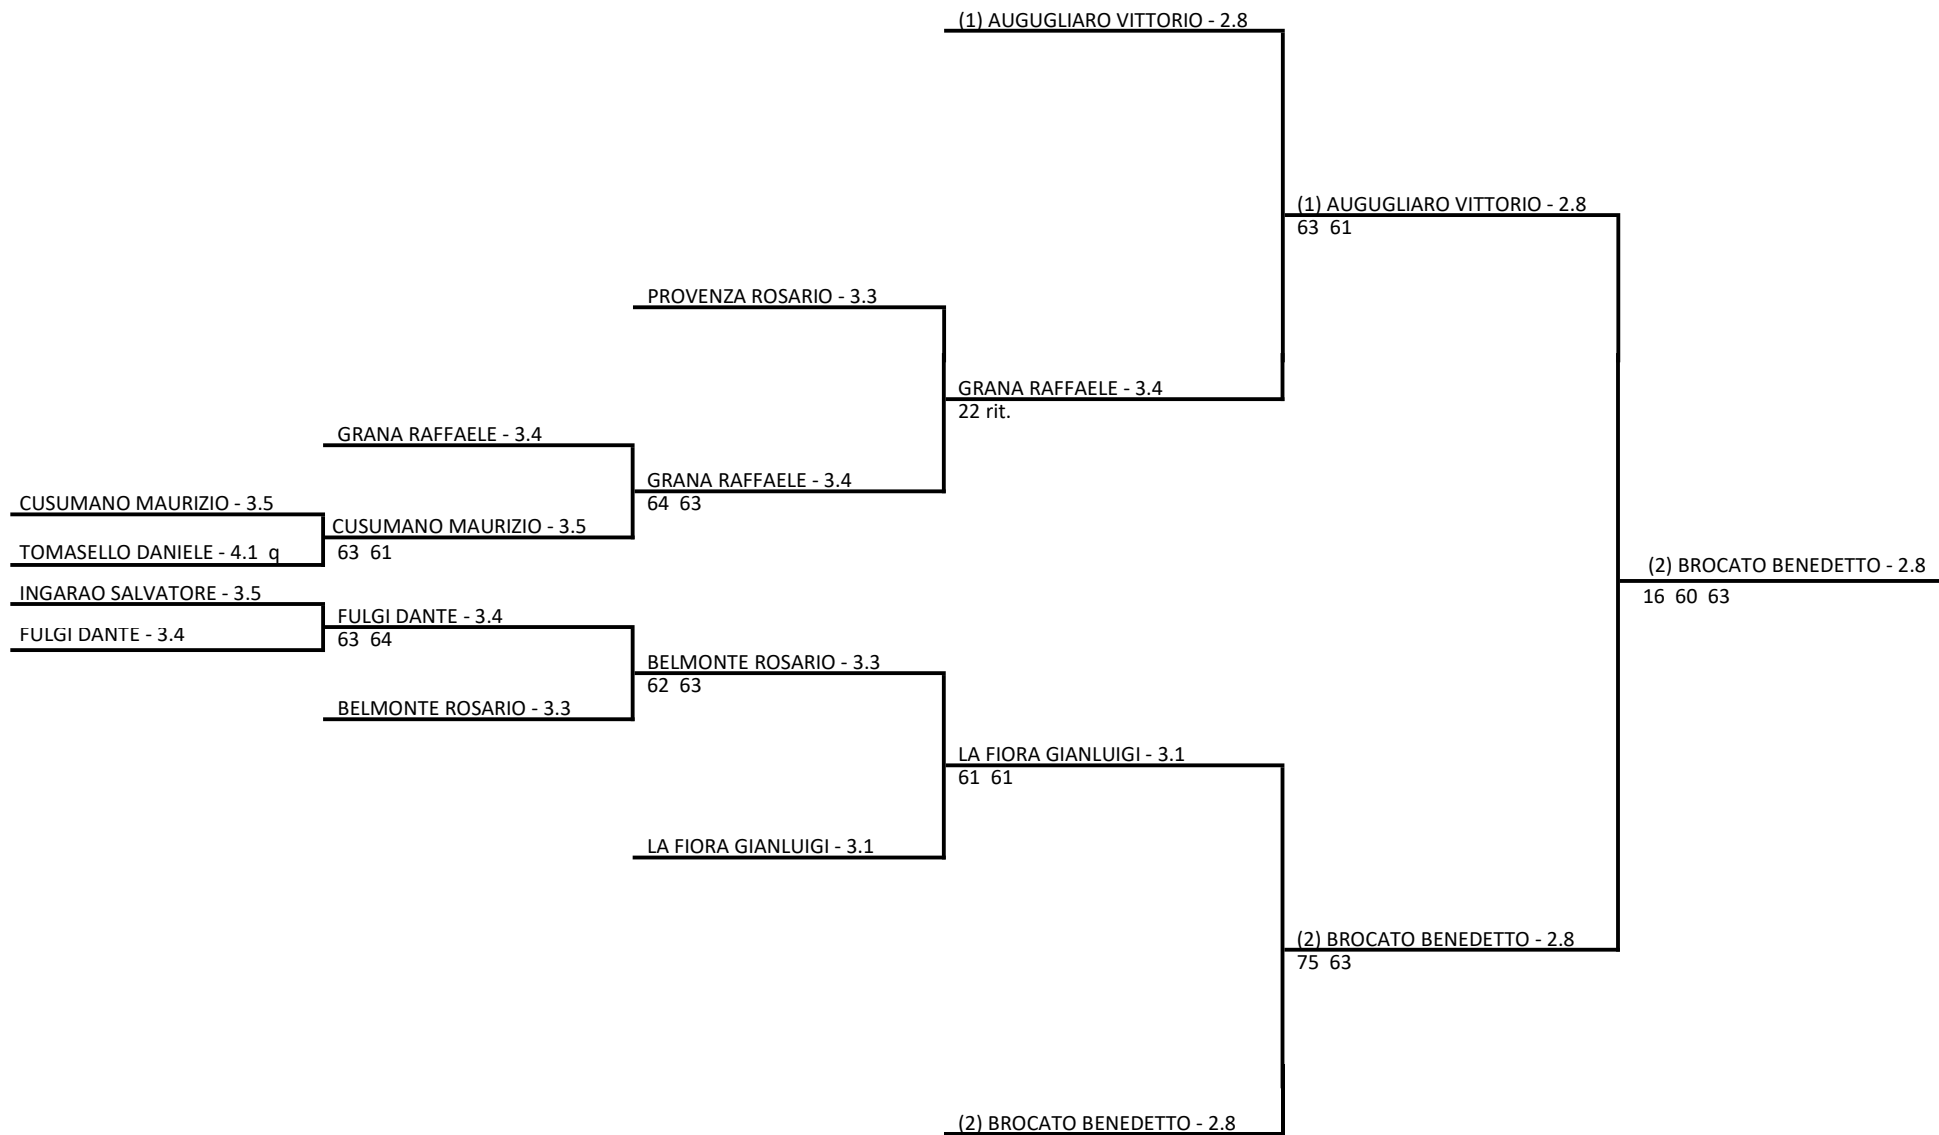 (1) AUGUGLIARO VITTORIO - 2.8
(1) AUGUGLIARO VITTORIO - 2.8
63 61
PROVENZA ROSARIO - 3.3
GRANA RAFFAELE - 3.4
22 rit.
GRANA RAFFAELE - 3.4
GRANA RAFFAELE - 3.4
64 63
CUSUMANO MAURIZIO - 3.5
CUSUMANO MAURIZIO - 3.5
63 61
TOMASELLO DANIELE - 4.1 q
(2) BROCATO BENEDETTO - 2.8
16 60 63
INGARAO SALVATORE - 3.5
FULGI DANTE - 3.4
63 64
FULGI DANTE - 3.4
BELMONTE ROSARIO - 3.3
62 63
BELMONTE ROSARIO - 3.3
LA FIORA GIANLUIGI - 3.1
61 61
LA FIORA GIANLUIGI - 3.1
(2) BROCATO BENEDETTO - 2.8
75 63
(2) BROCATO BENEDETTO - 2.8